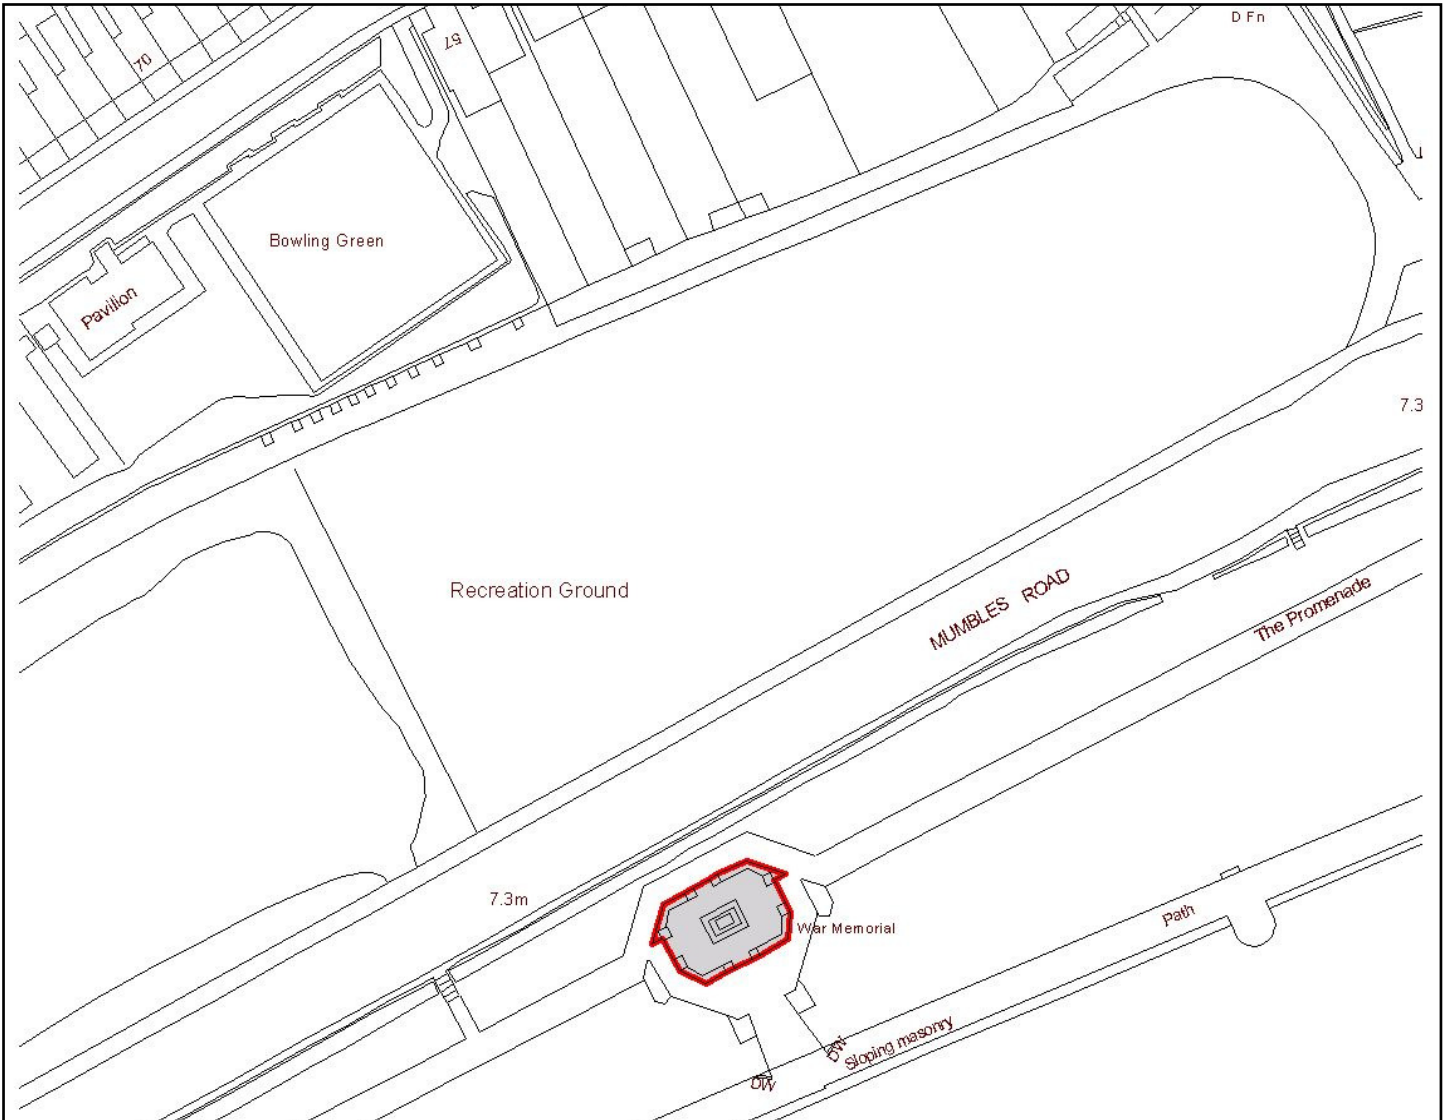 D Fn
57
70
Bowling Green
Pavilion
7.3
Recreation Ground
MUMBLES ROAD
The Promenade
7.3m
War Memorial
Path
Sloping masonry
DW
DW